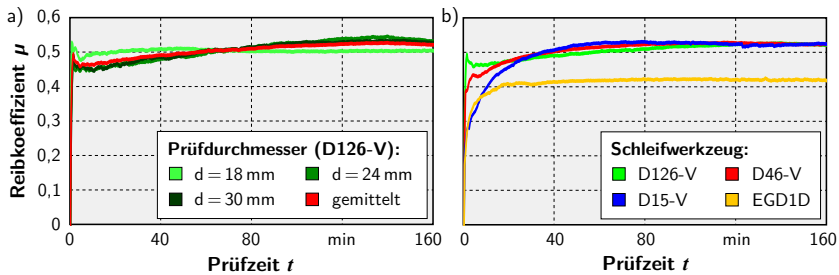 a)
Reibkoeffizient μ
0,6
0,5
0,4
0,3
0,2
0,1
0
Prüfdurchmesser (D126-V):
d = 18 mm
d = 24 mm
d = 30 mm
gemittelt
0
40
80
min
160
Prüfzeit t
b)
Schleifwerkzeug:
D126-V
D46-V
D15-V
EGD1D
0
40
80
min
160
Prüfzeit t